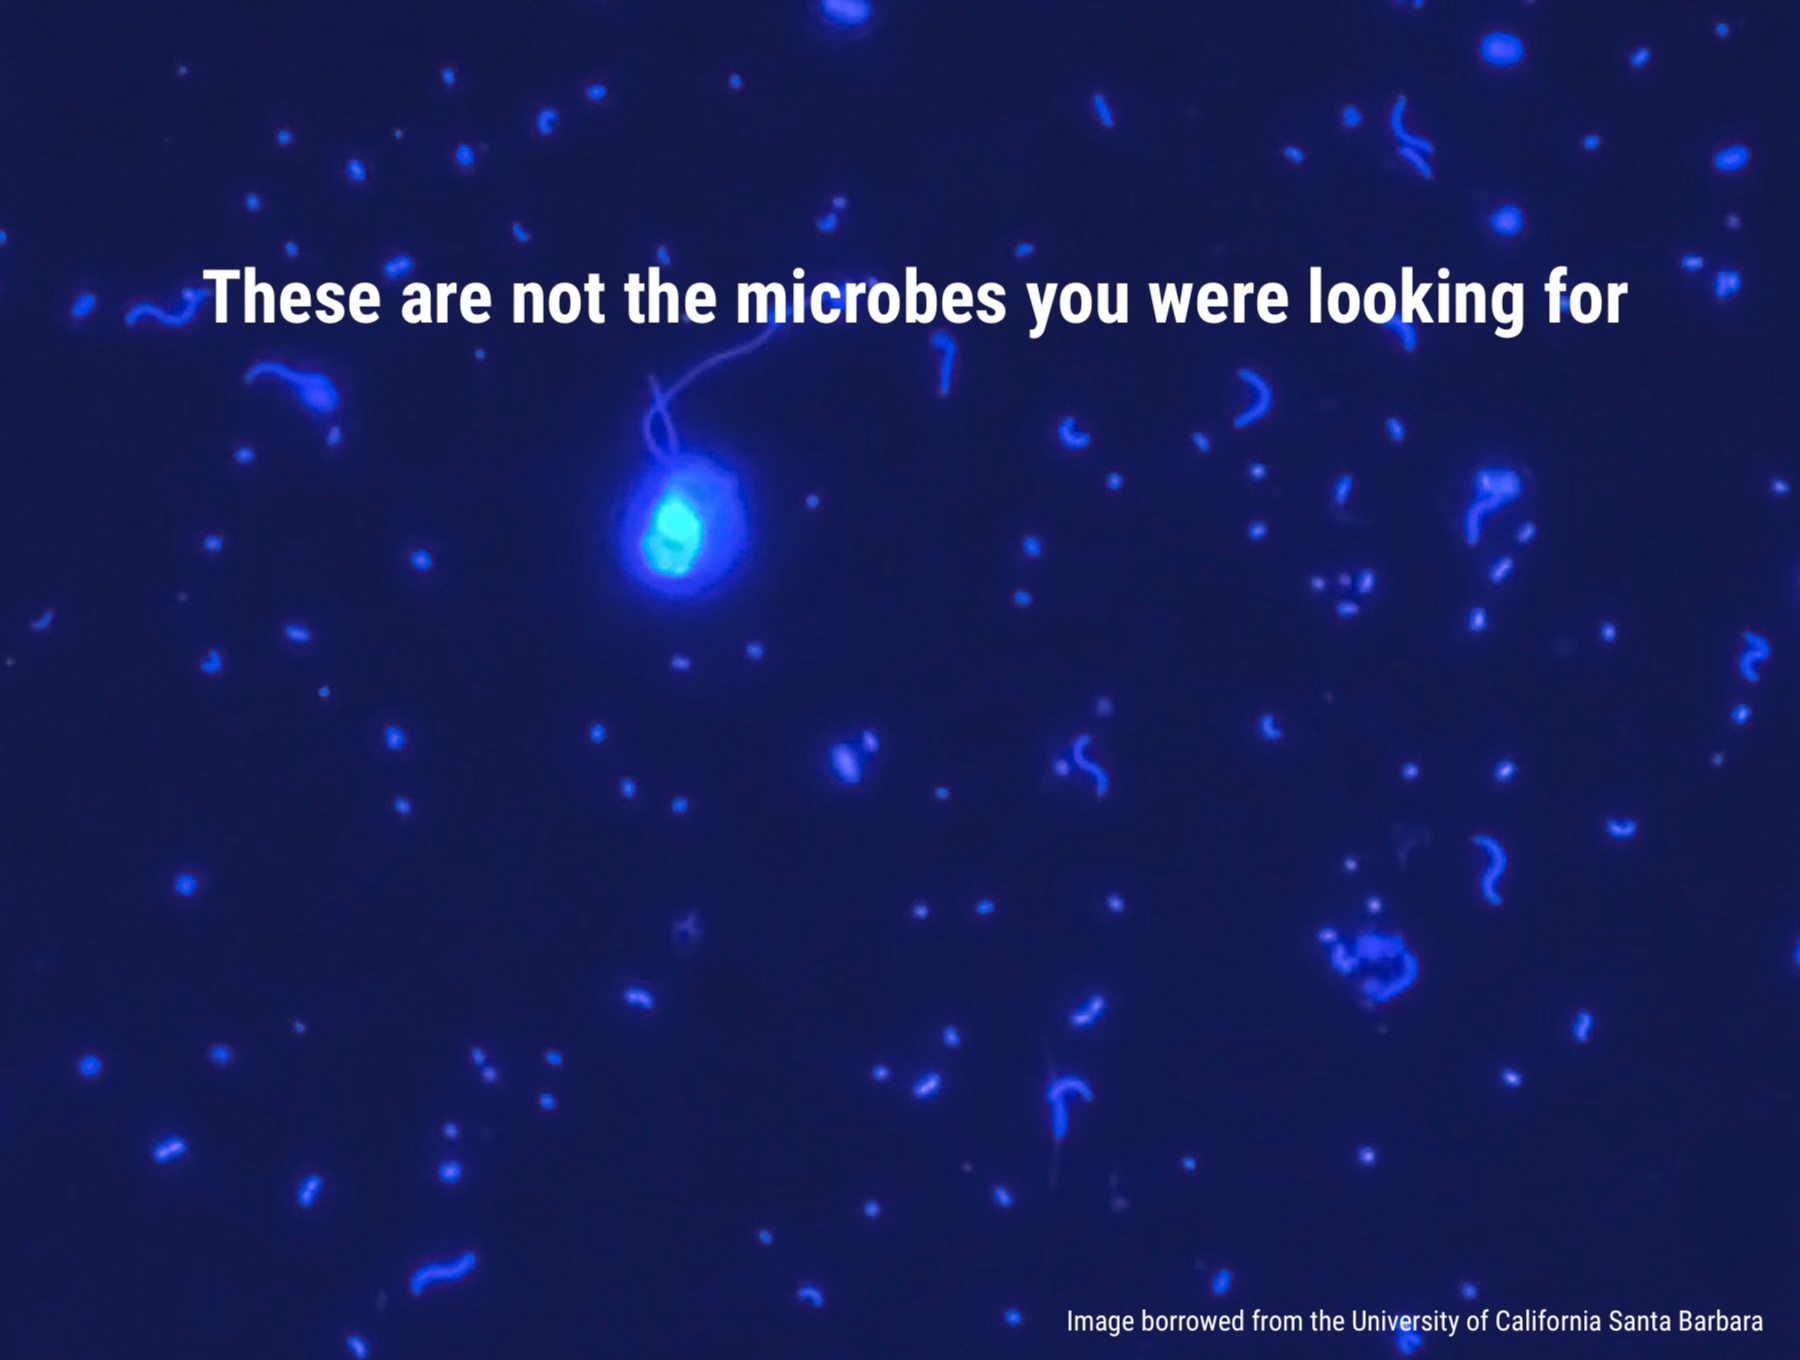 These are not the microbes you were looking for
Image borrowed from the University of California Santa Barbara